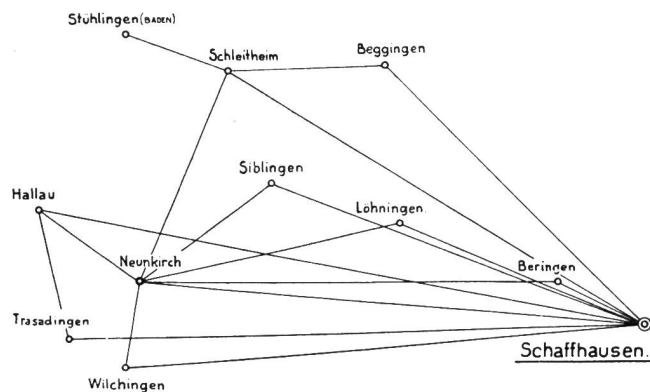 Stühlingen (BADEN)
Schleitheim
Beggingen
Siblingen
Hallau
Löhningen.
Neunkirch
Beringen
Trasadingen
Schaffhausen.
Wilchingen